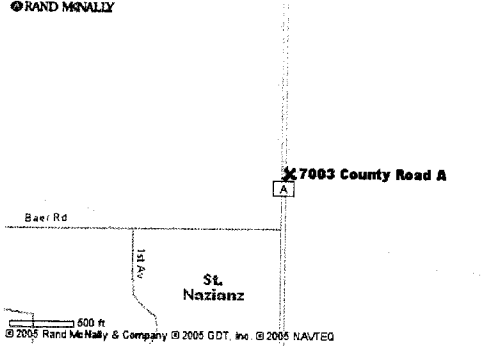 RAND MCNALLY
7003 County Road A
A
Baer Rd
1st Av
St.
Nazianz
500 ft
© 2005 Rand McNally & Company © 2005 GDT, inc. © 2005 NAVTEQ